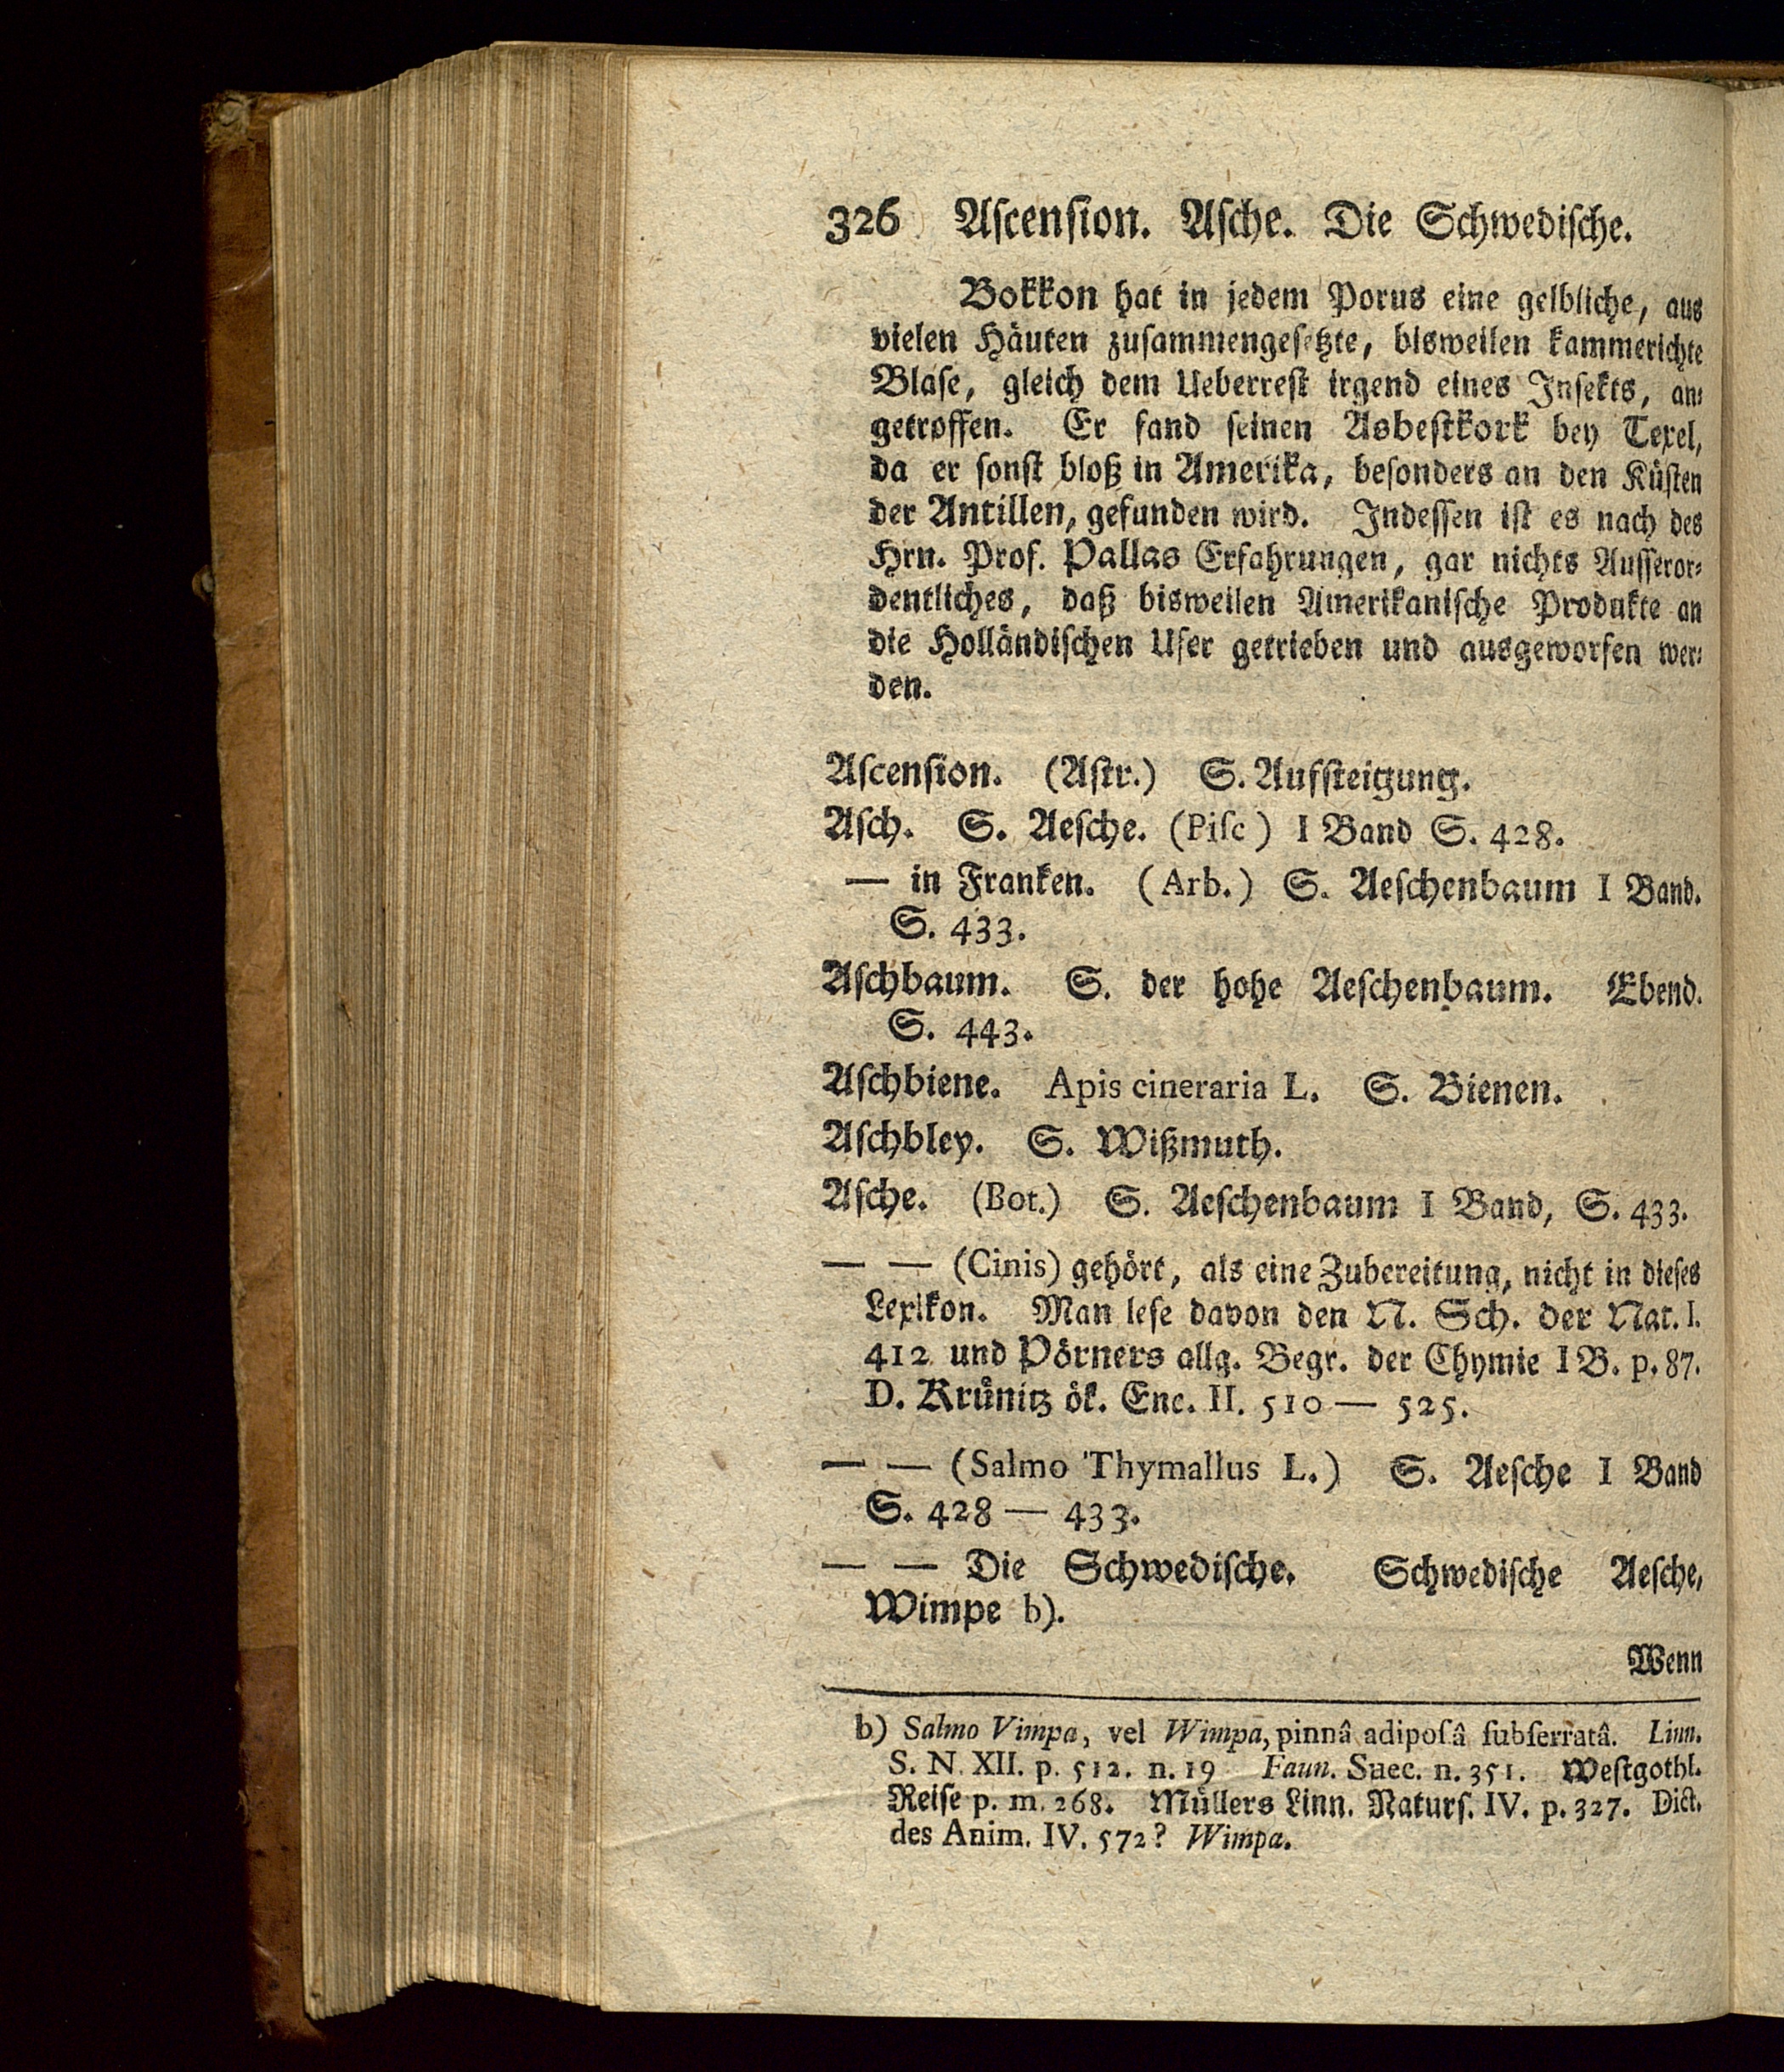 326 Aſcenſion. Aſche. Die Schwediſche.
Bokkon hat in jedem Porus eine gelbliche, aus
vielen Häuten zuſammengeſetzte, bisweilen kammerichte
Blaſe, gleich dem Ueberreſt irgend eines Inſekts, an-
getroffen. Er fand ſeinen Asbeſtkork bey Texel,
da er ſonſt bloß in Amerika, beſonders an den Küſten
der Antillen, gefunden wird. Indeſſen iſt es nach des
Hrn. Prof. Pallas Erfahrungen, gar nichts Auſſeror-
dentliches, daß bisweilen Amerikaniſche Produkte an
die Holländiſchen Ufer getrieben und ausgeworfen wer-
den.
Aſcenſion. (Aſtr.) S. Aufſteigung.
Aſch. S. Aeſche. (Piſc) I Band S. 428.
— in Franken. (Arb.) S. Aeſchenbaum I Band.
S. 433.
Aſchbaum. S. der hohe Aeſchenbaum. Ebend.
S. 443.
Aſchbiene. Apis cineraria L. S. Bienen.
Aſchbley. S. Wißmuth.
Aſche. (Bot.) S. Aeſchenbaum I Band, S. 433.
— — (Cinis) gehört, als eine Zubereitung, nicht in dieſes
Lexikon. Man leſe davon den N. Sch. der Nat. I.
412 und Pörners allg. Begr. der Chymie I B. p. 87.
D. Krünitz ök. Enc. II. 510 — 525.
— — (Salmo Thymallus L.) S. Aeſche I Band
S. 428 — 433.
— — Die Schwediſche. Schwediſche Aeſche,
Wimpe b).
Wenn
b) Salmo Vimpa, vel Wimpa, pinnâ adipoſâ ſubſerratâ. Linn.
S. N. XII. p. 512. n. 19 Faun. Suec. n. 351. Weſtgothl.
Reiſe p. m. 268. Müllers Linn. Naturſ. IV. p. 327. Dict.
des Anim. IV. 572? Wimpa.